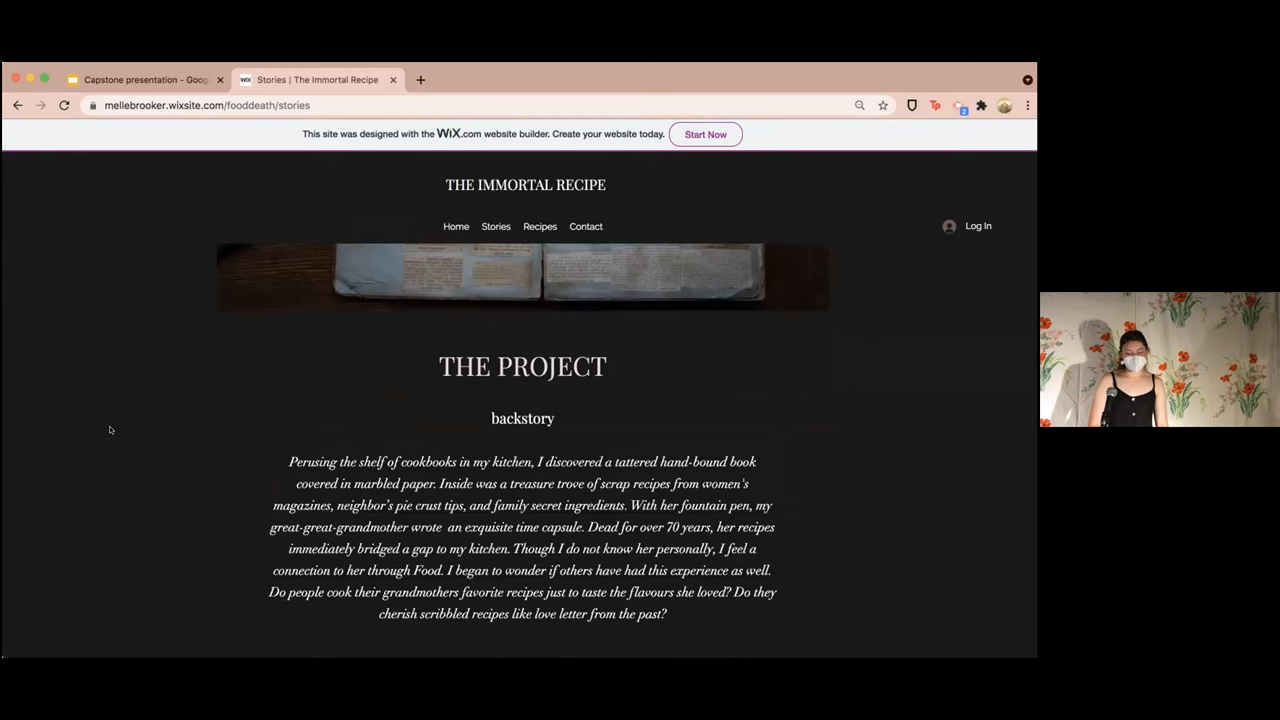 Capstone presentation - Goog
WiX Stories | The Immortal Recipe
mellebrooker.wixsite.com/fooddeath/stories
Tp
2
This site was designed with the WiX.com website builder. Create your website today. Start Now
THE IMMORTAL RECIPE
Home Stories Recipes Contact
Log In
THE PROJECT
backstory
Perusing the shelf of cookbooks in my kitchen, I discovered a tattered hand-bound book
covered in marbled paper. Inside was a treasure trove of scrap recipes from women's
magazines, neighbor's pie crust tips, and family secret ingredients. With her fountain pen, my
great-great-grandmother wrote an exquisite time capsule. Dead for over 70 years, her recipes
immediately bridged a gap to my kitchen. Though I do not know her personally, I feel a
connection to her through Food. I began to wonder if others have had this experience as well.
Do people cook their grandmothers favorite recipes just to taste the flavours she loved? Do they
cherish scribbled recipes like love letter from the past?